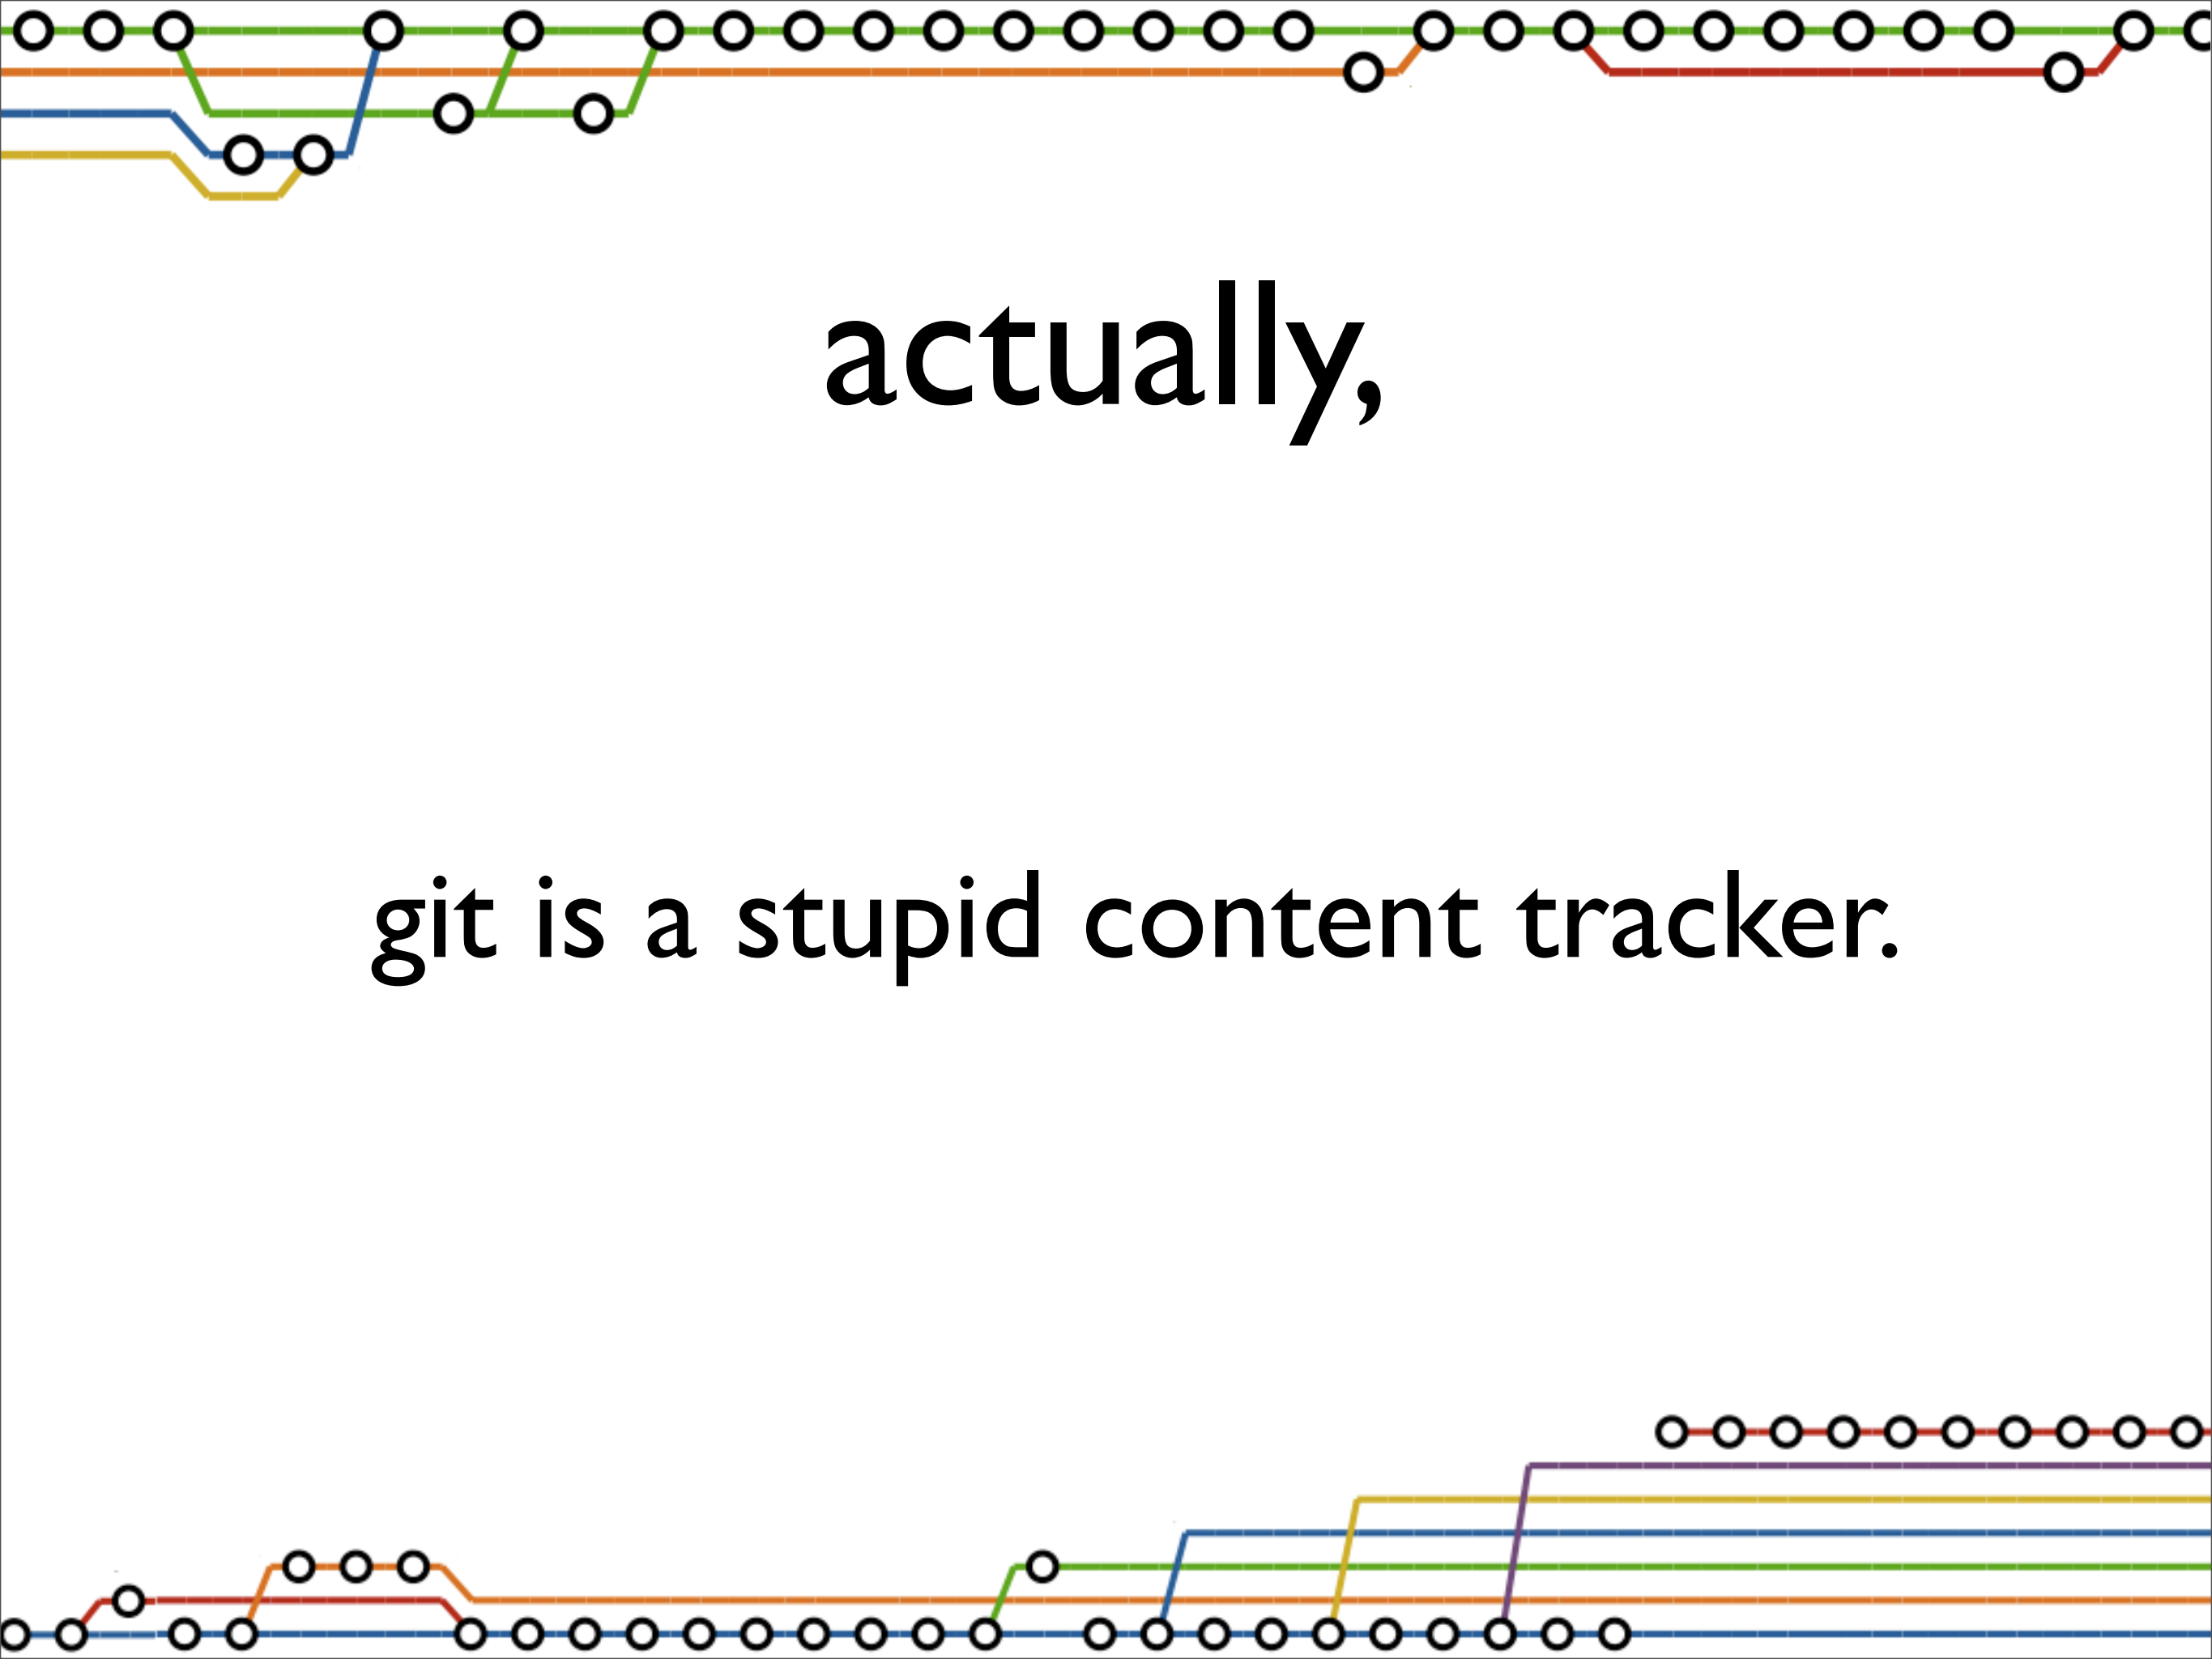 actually,
git is a stupid content tracker.